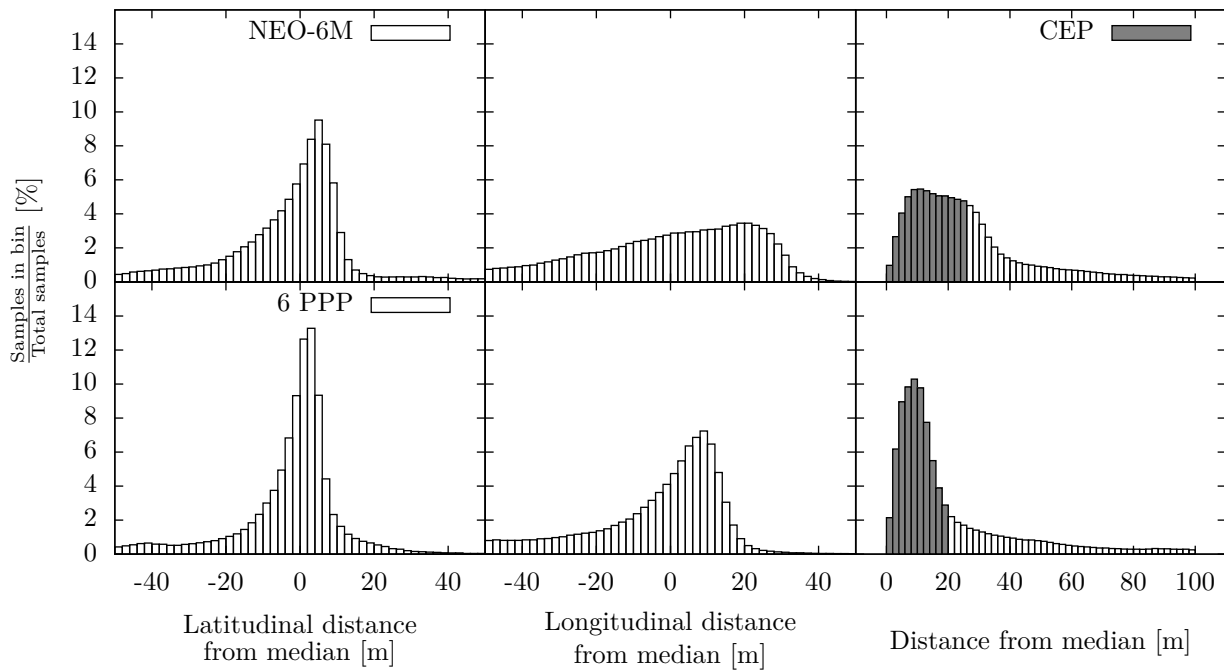 NEO-6M
CEP
14
12
10
8
6
4
2
0
6 PPP
14
12
10
8
6
4
2
0
Samples in bin
Total samples [%]
-40 -20 0 20 40
-40 -20 0 20 40
0 20 40 60 80 100
Latitudinal distance
from median [m]
Longitudinal distance
from median [m]
Distance from median [m]